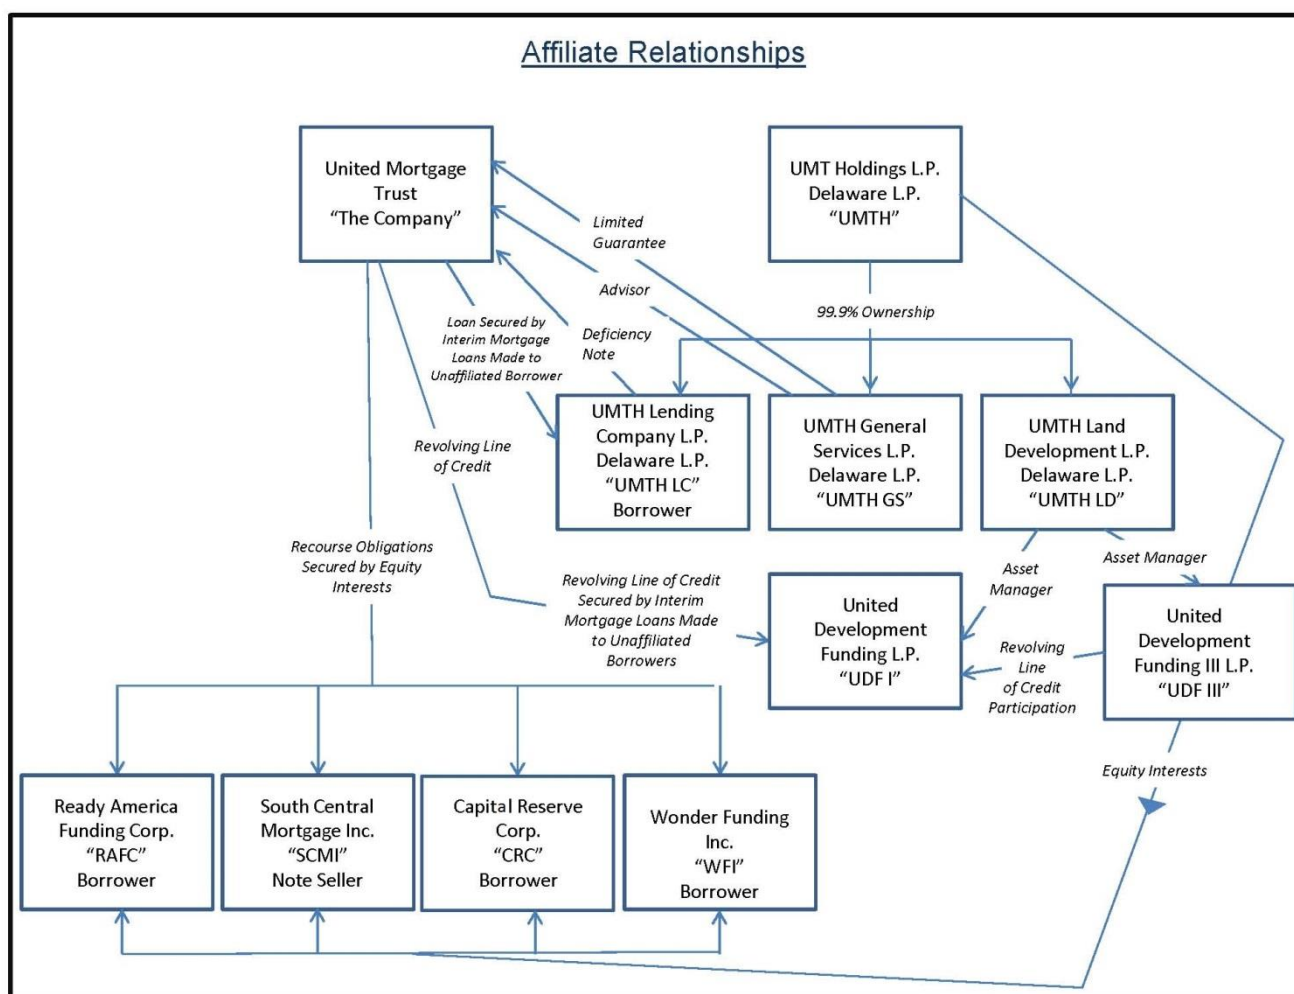 Affiliate Relationships
United Mortgage
Trust
“The Company”
UMT Holdings L.P.
Delaware L.P.
“UMTH”
Limited
Guarantee
Advisor
99.9% Ownership
Loan Secured by
Interim Mortgage
Loans Made to
Unaffiliated Borrower
Deficiency
Note
UMTH Lending
Company L.P.
Delaware L.P.
“UMTH LC”
Borrower
UMTH General
Services L.P.
Delaware L.P.
“UMTH GS”
UMTH Land
Development L.P.
Delaware L.P.
“UMTH LD”
Revolving Line
of Credit
Recourse Obligations
Secured by Equity
Interests
Revolving Line of Credit
Secured by Interim
Mortgage Loans Made
to Unaffiliated
Borrowers
Asset
Manager
Asset Manager
United
Development
Funding L.P.
“UDF I”
Revolving
Line
of Credit
Participation
United
Development
Funding III L.P.
“UDF III”
Equity Interests
Ready America
Funding Corp.
“RAFC”
Borrower
South Central
Mortgage Inc.
“SCMI”
Note Seller
Capital Reserve
Corp.
“CRC”
Borrower
Wonder Funding
Inc.
“WFI”
Borrower